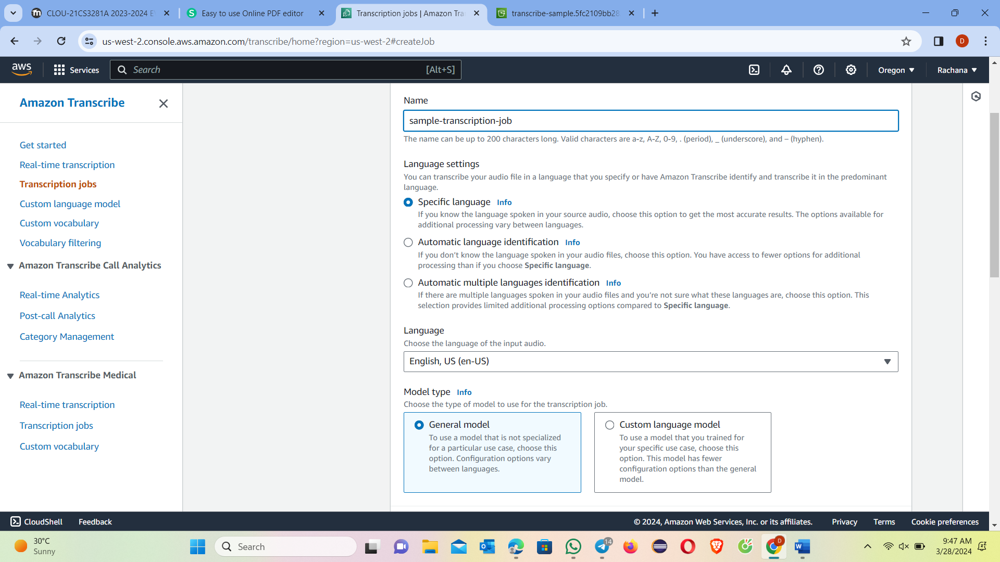 CLOU-21CS3281A 2023-2024 E
Easy to use Online PDF editor
Transcription jobs | Amazon Tra
transcribe-sample.5fc2109bb28
us-west-2.console.aws.amazon.com/transcribe/home?region=us-west-2#createJob
D
aws
Services
Search
[Alt+S]
Oregon
Rachana
Amazon Transcribe
Get started
Real-time transcription
Transcription jobs
Custom language model
Custom vocabulary
Vocabulary filtering
Amazon Transcribe Call Analytics
Real-time Analytics
Post-call Analytics
Category Management
Amazon Transcribe Medical
Real-time transcription
Transcription jobs
Custom vocabulary
Name
sample-transcription-job
The name can be up to 200 characters long. Valid characters are a-z, A-Z, 0-9, . (period), _ (underscore), and – (hyphen).
Language settings
You can transcribe your audio file in a language that you specify or have Amazon Transcribe identify and transcribe it in the predominant
language.
Specific language Info
If you know the language spoken in your source audio, choose this option to get the most accurate results. The options available for
additional processing vary between languages.
Automatic language identification Info
If you don’t know the language spoken in your audio files, choose this option. You have access to fewer options for additional
processing than if you choose Specific language.
Automatic multiple languages identification Info
If there are multiple languages spoken in your audio files and you’re not sure what these languages are, choose this option. This
selection provides limited additional processing options compared to Specific language.
Language
Choose the language of the input audio.
English, US (en-US)
Model type Info
Choose the type of model to use for the transcription job.
General model
To use a model that is not specialized
for a particular use case, choose this
option. Configuration options vary
between languages.
Custom language model
To use a model that you trained for
your specific use case, choose this
option. This model has fewer
configuration options than the general
model.
CloudShell
Feedback
© 2024, Amazon Web Services, Inc. or its affiliates.
Privacy
Terms
Cookie preferences
30°C
Sunny
Search
14
D
9:47 AM
3/28/2024